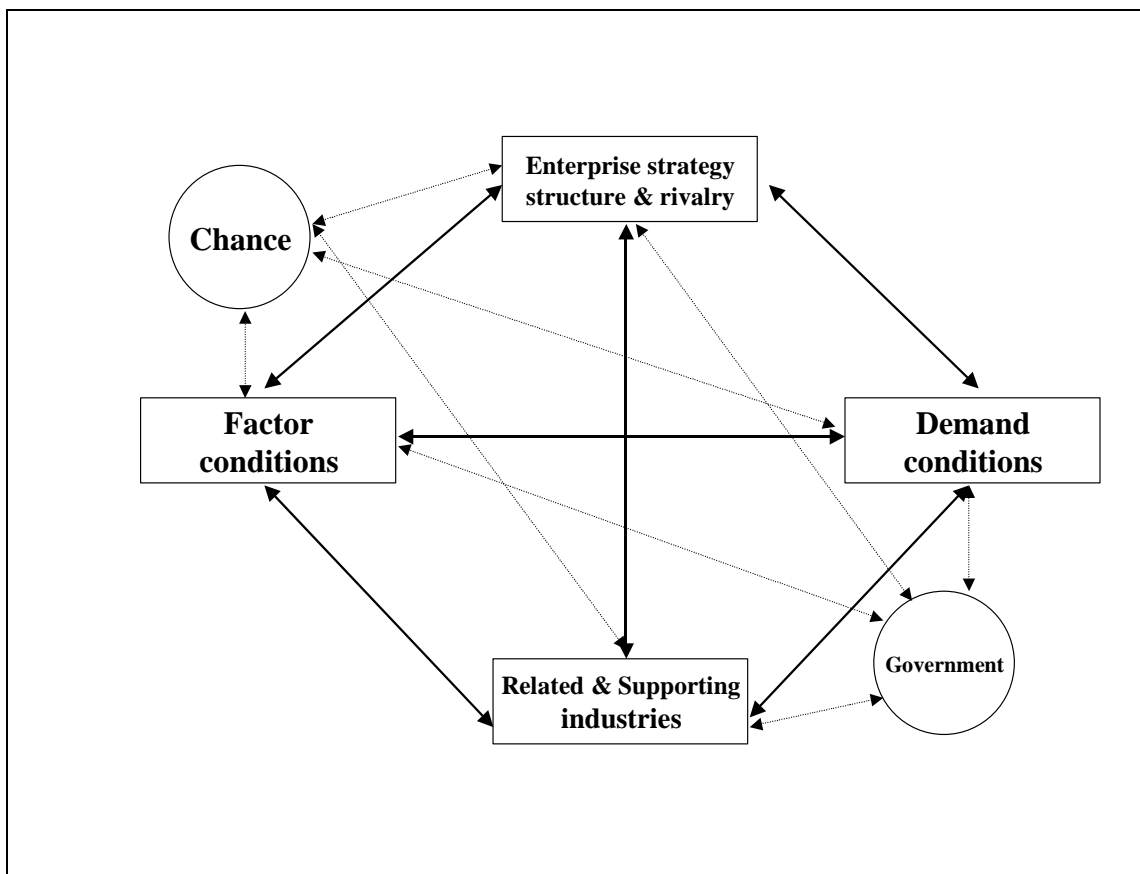 Enterprise strategy
structure & rivalry
Chance
Factor
conditions
Demand
conditions
Government
Related & Supporting
industries